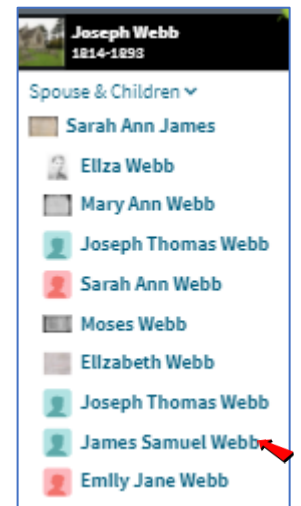 Joseph Webb
1814-1893
Spouse & Children
Sarah Ann James
Eliza Webb
Mary Ann Webb
Joseph Thomas Webb
Sarah Ann Webb
Moses Webb
Elizabeth Webb
Joseph Thomas Webb
James Samuel Webb
Emily Jane Webb